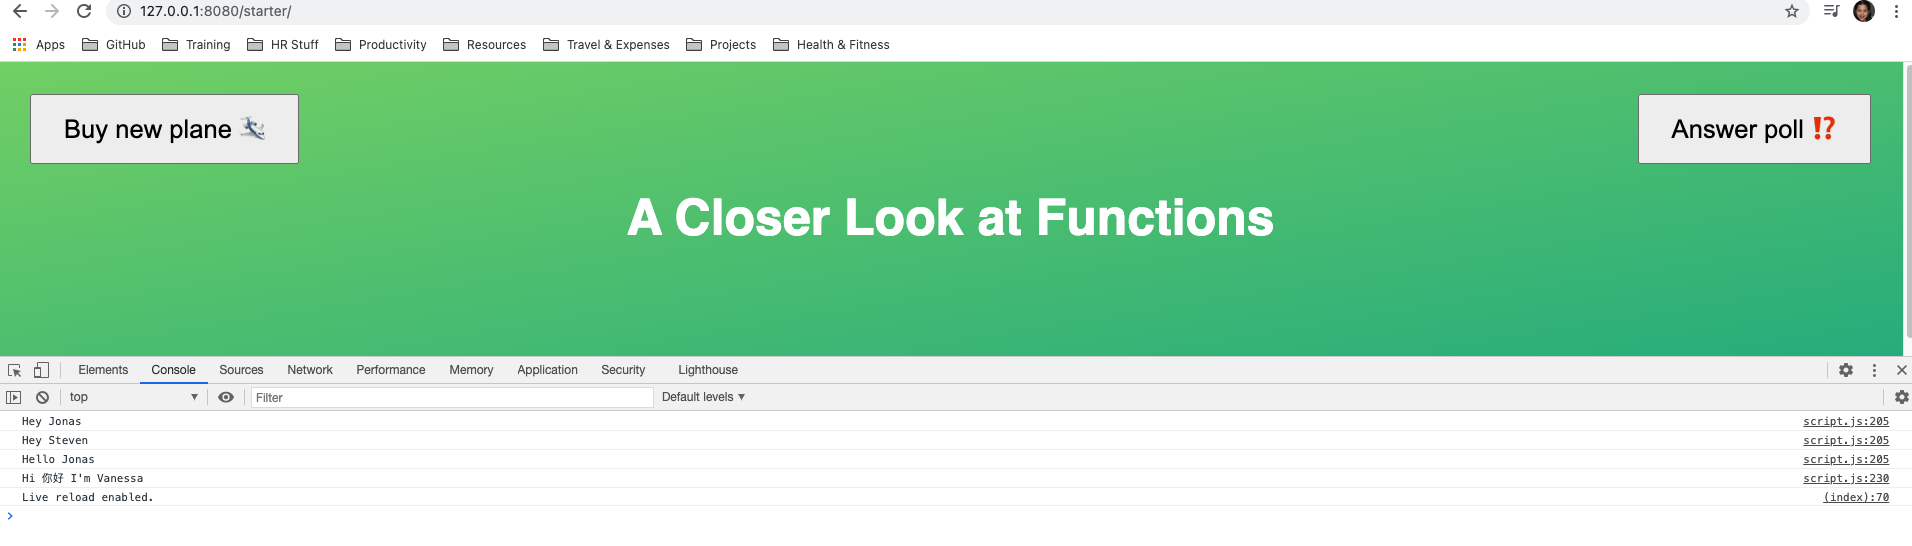 127.0.0.1:8080/starter/
Apps GitHub Training HR Stuff Productivity Resources Travel & Expenses Projects Health & Fitness
Buy new plane 🛩 Answer poll ⁉️
A Closer Look at Functions
Elements Console Sources Network Performance Memory Application Security Lighthouse
top ▼ Filter Default levels ▼
Hey Jonas script.js:205
Hey Steven script.js:205
Hello Jonas script.js:205
Hi 你好 I'm Vanessa script.js:230
Live reload enabled. (index):70
>